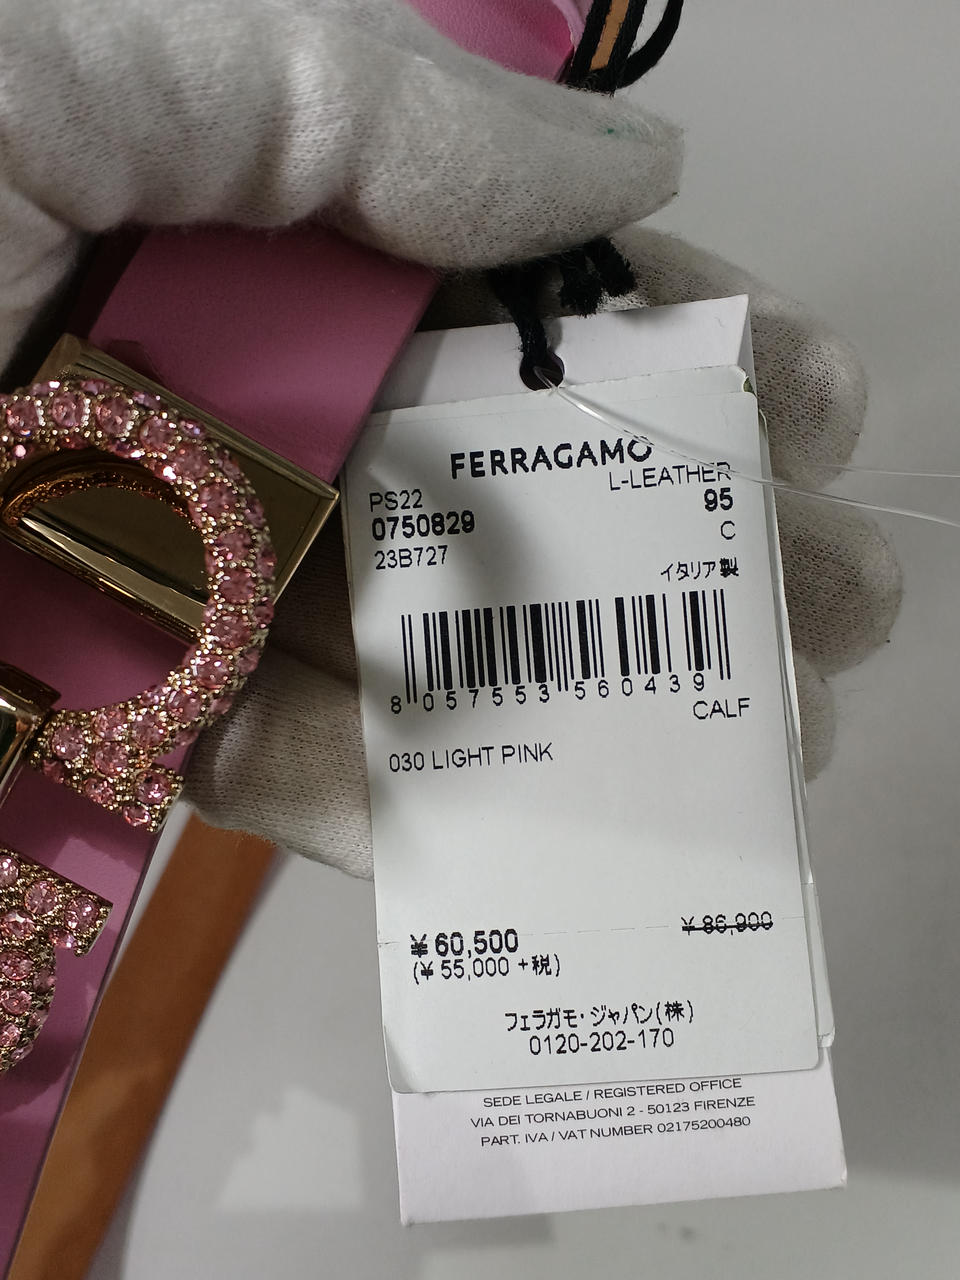 FERRAGAMO
L-LEATHER
PS22
95
0750829
C
23B727
イタリア製
8 057553 560439
CALF
030 LIGHT PINK
¥86,900
¥60,500
(¥55,000+税)
フェラガモ・ジャパン(株)
0120-202-170
SEDE LEGALE / REGISTERED OFFICE
VIA DEI TORNABUONI 2 - 50123 FIRENZE
PART. IVA / VAT NUMBER 02175200480